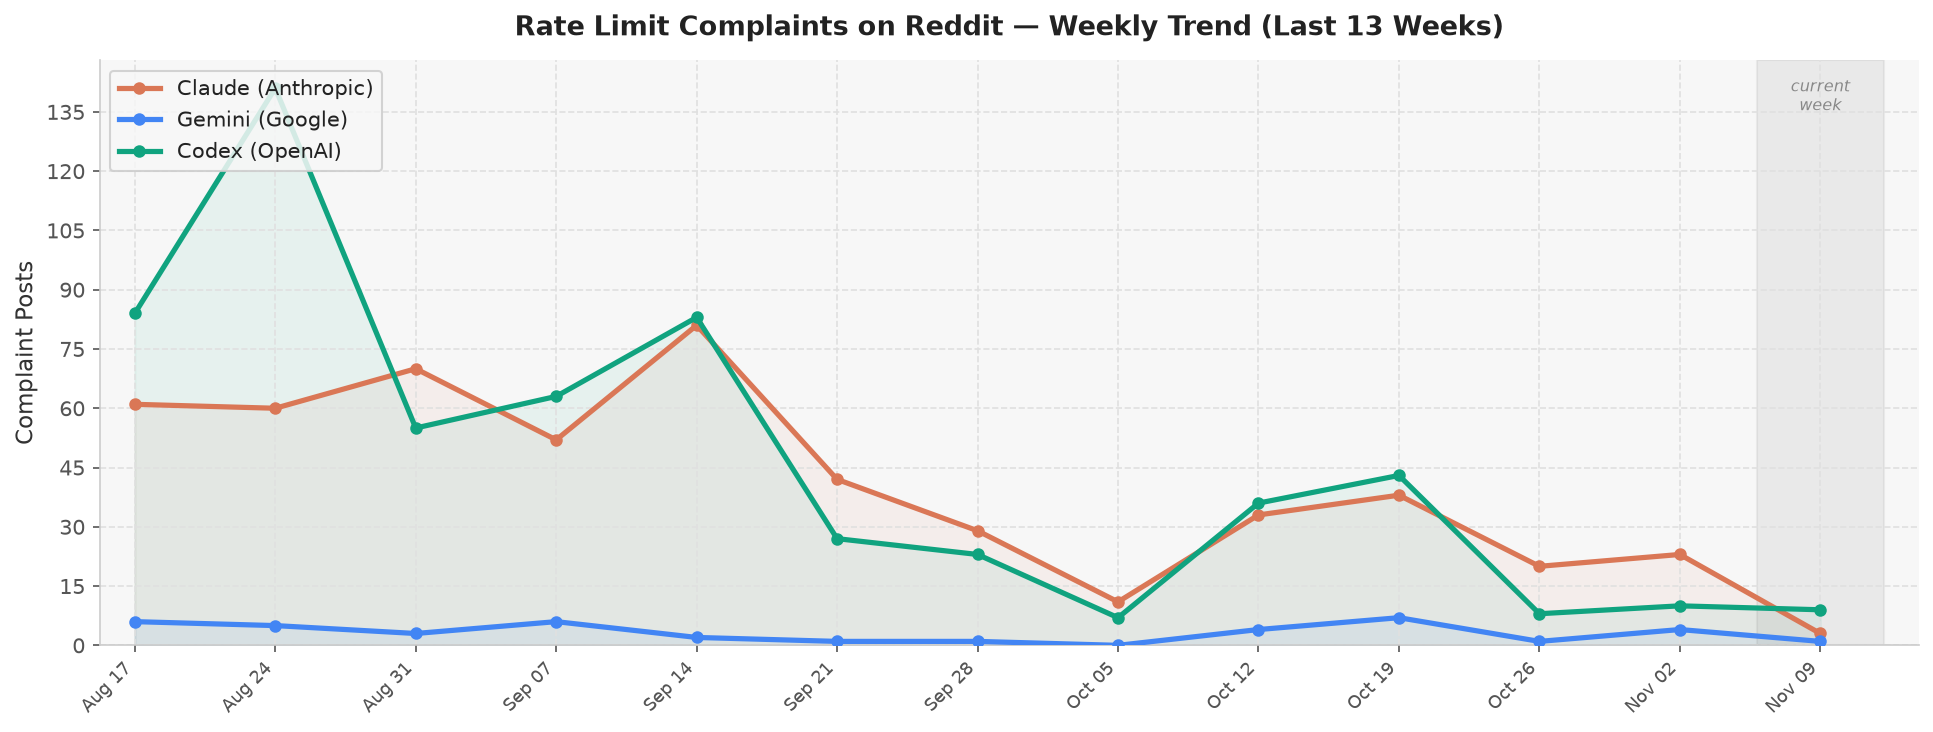 Rate Limit Complaints on Reddit — Weekly Trend (Last 13 Weeks)
Claude (Anthropic)
Gemini (Google)
Codex (OpenAI)
current
week
Complaint Posts
135
120
105
90
75
60
45
30
15
0
Aug 17
Aug 24
Aug 31
Sep 07
Sep 14
Sep 21
Sep 28
Oct 05
Oct 12
Oct 19
Oct 26
Nov 02
Nov 09